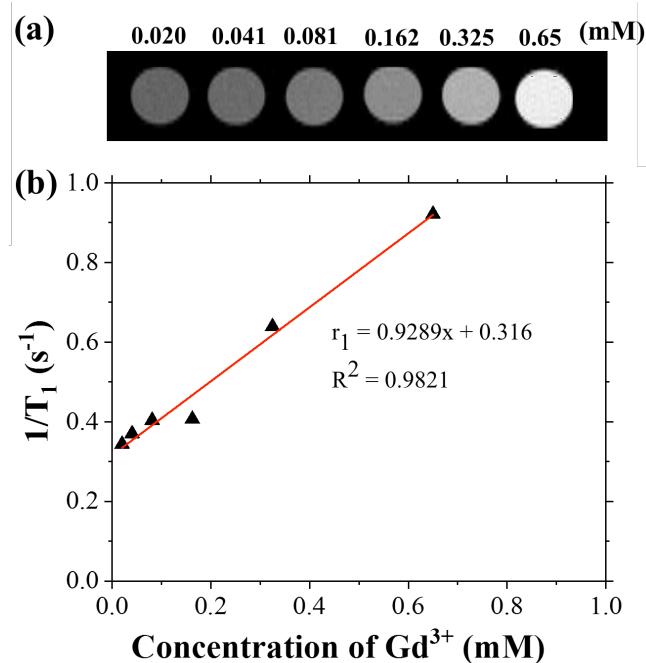 (a)
0.020 0.041 0.081 0.162 0.325 0.65 (mM)
(b)
1.0
0.8
0.6
0.4
0.2
0.0
1/T₁ (s⁻¹)
r₁ = 0.9289x + 0.316
R² = 0.9821
0.0 0.2 0.4 0.6 0.8 1.0
Concentration of Gd³⁺ (mM)